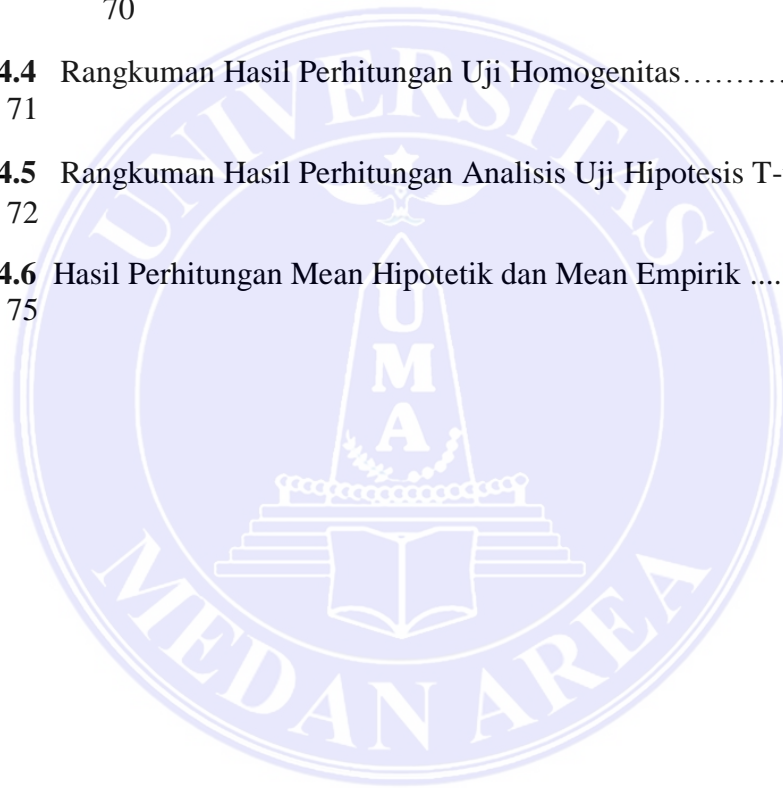 70
4.4 Rangkuman Hasil Perhitungan Uji Homogenitas..........
71
4.5 Rangkuman Hasil Perhitungan Analisis Uji Hipotesis T-
72
4.6 Hasil Perhitungan Mean Hipotetik dan Mean Empirik ....
75
UNIVERSITAS
UMA
MEDAN AREA